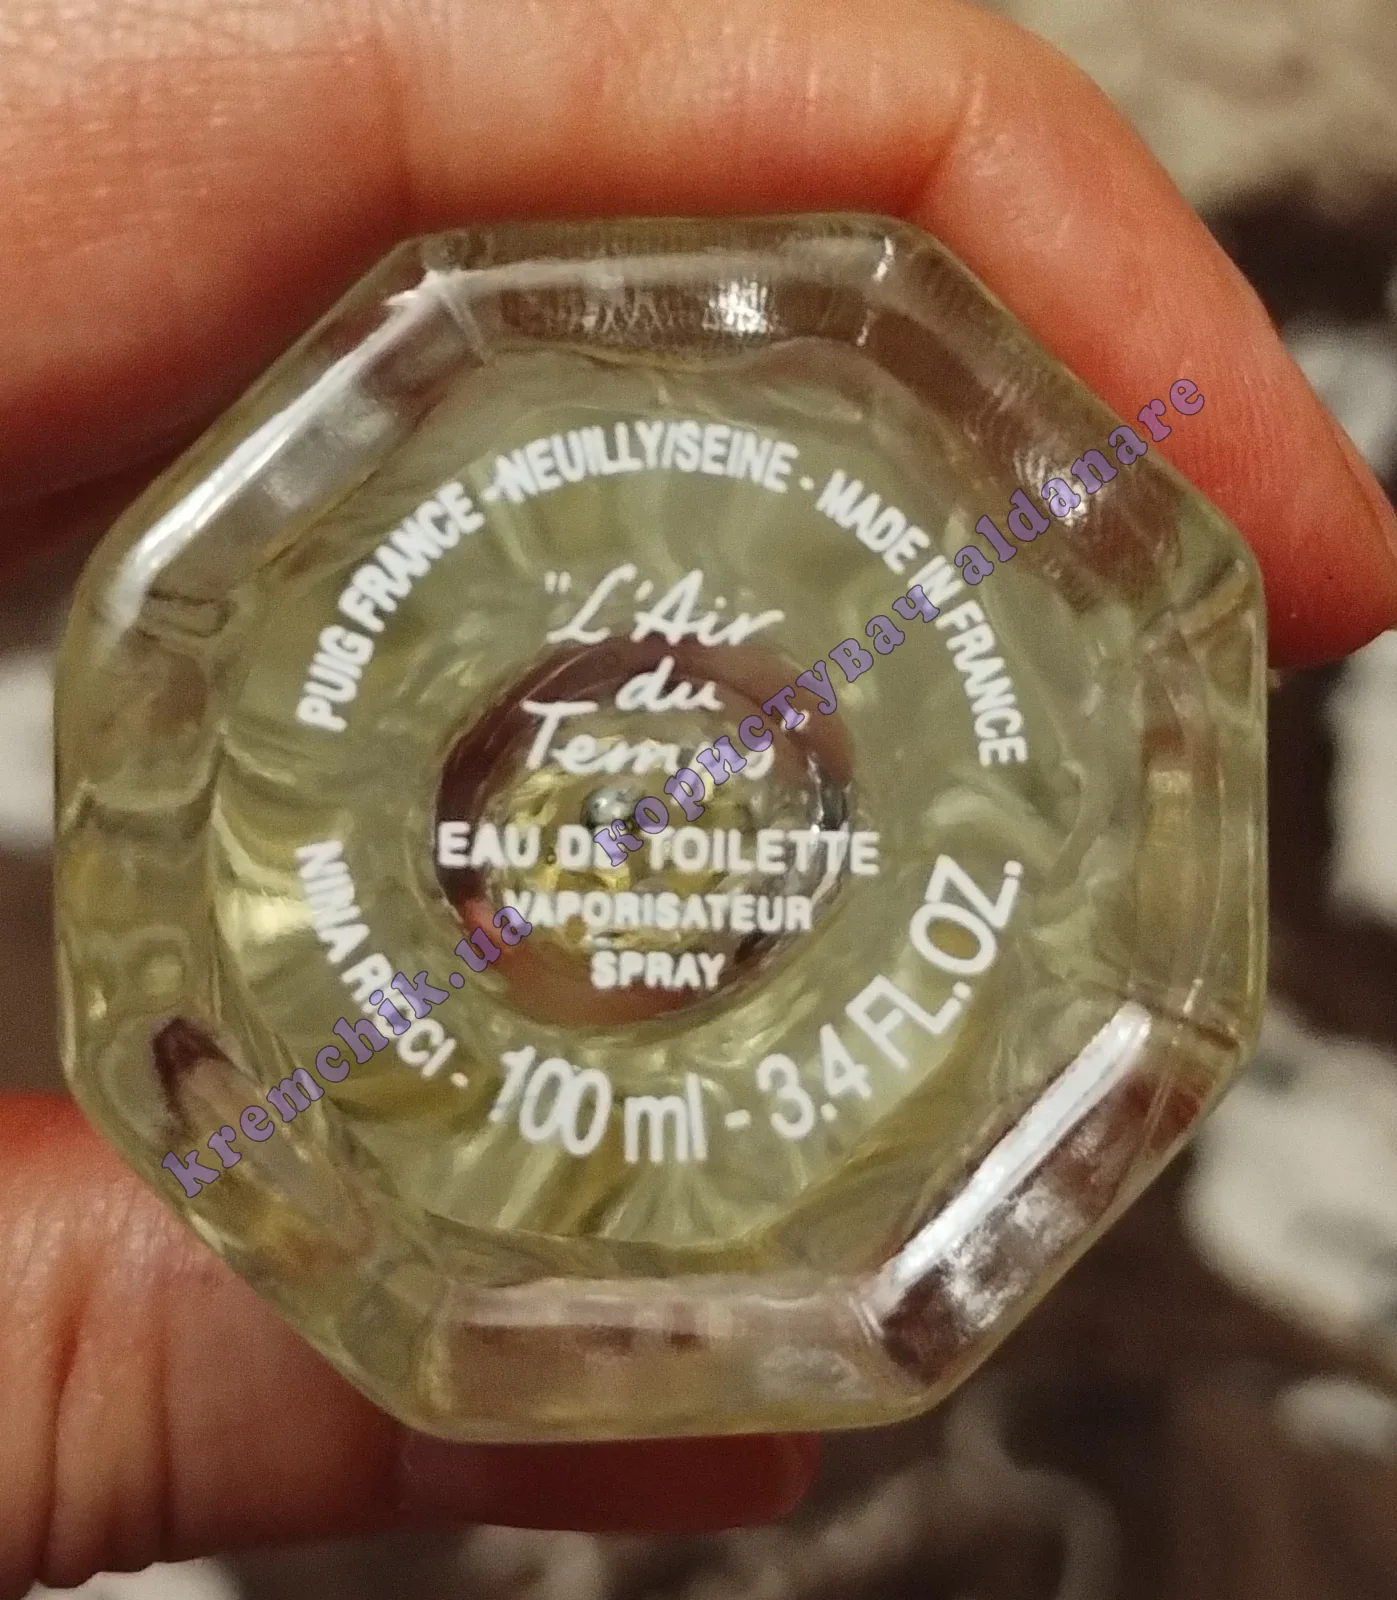 PUIG FRANCE - NEUILLY/SEINE - MADE IN FRANCE
"L'Air
du
Temps
EAU DE TOILETTE
VAPORISATEUR
SPRAY
NINA RICCI - 100 ml - 3.4 FL.OZ.
kremchik.ua користувач aldanare